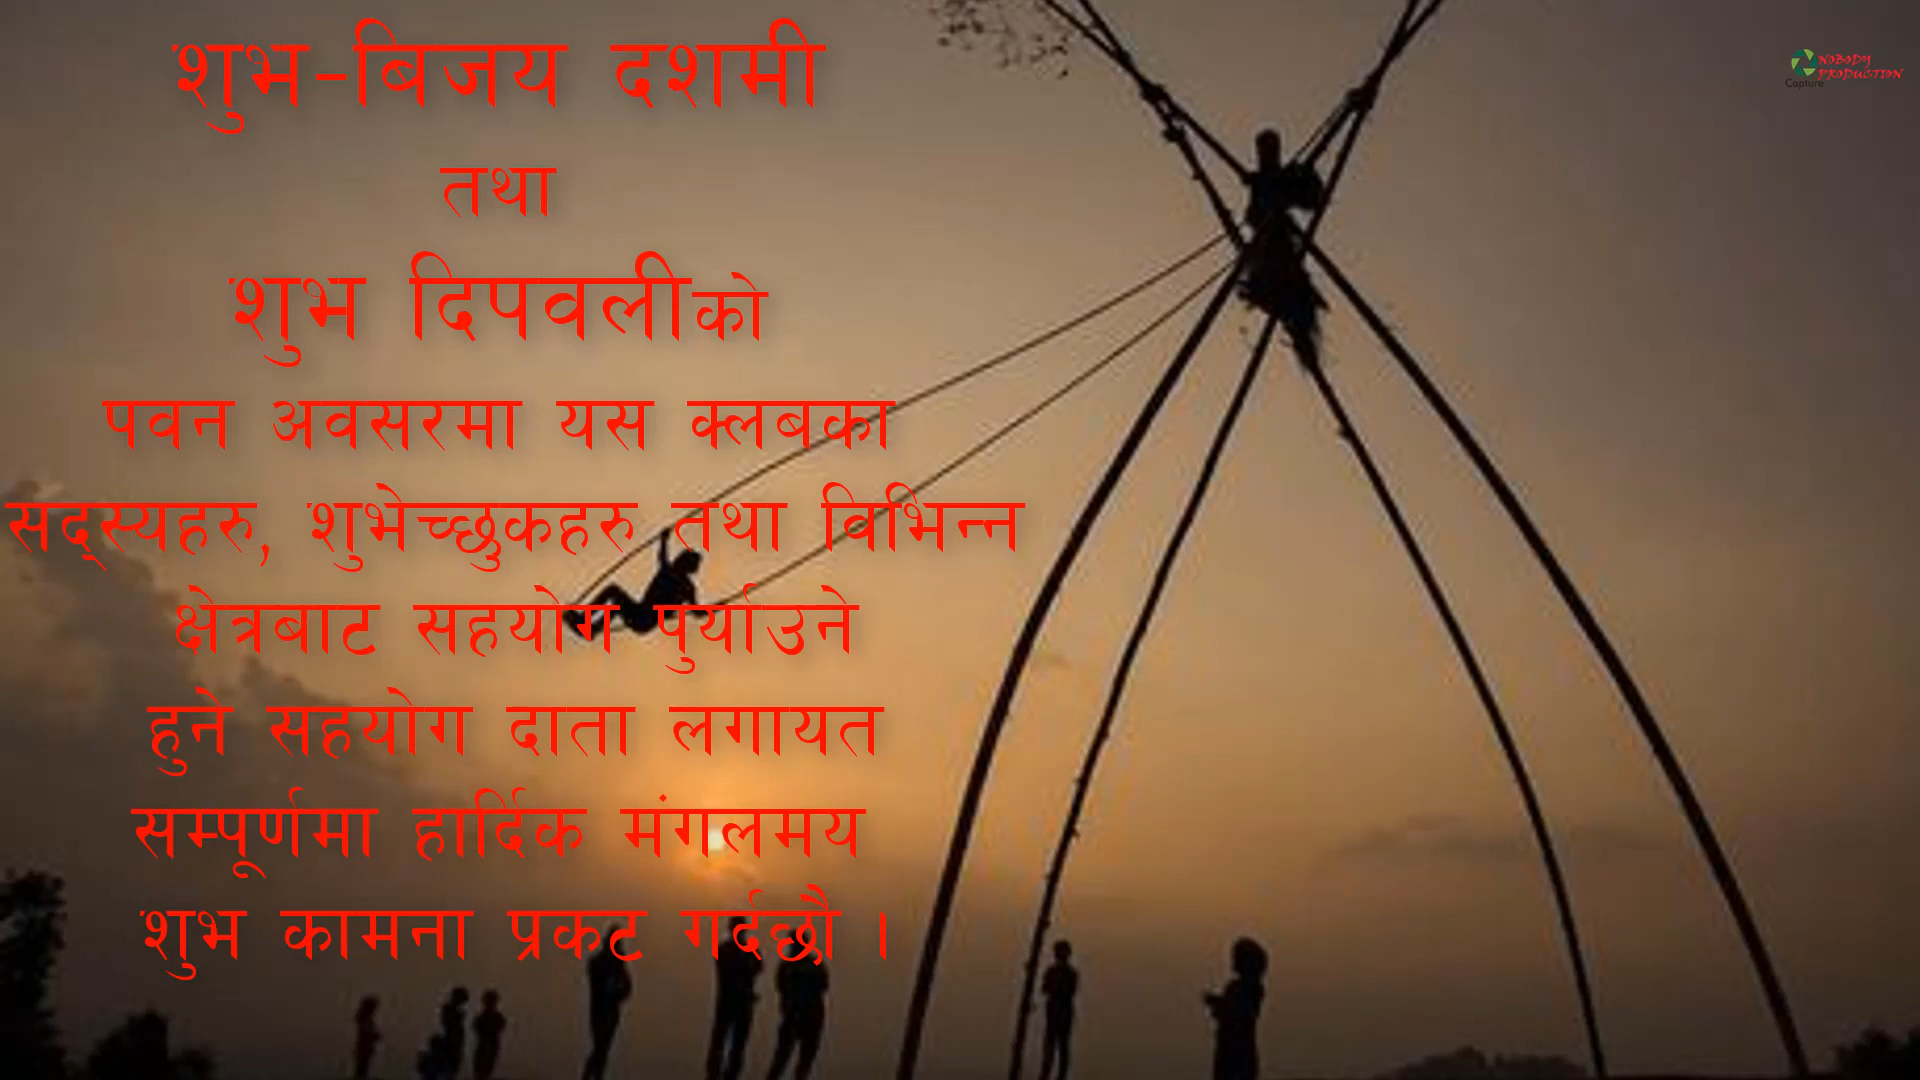 शुभ-बिजय दशमी
तथा
शुभ दिपवलीको
पवन अवसरमा यस क्लबका
सद्स्यहरु, शुभेच्छुकहरु तथा विभिन्न
क्षेत्रबाट सहयोग पुर्याउने
हुने सहयोग दाता लगायत
सम्पूर्णमा हार्दिक मंगलमय
शुभ कामना प्रकट गर्दछौ ।
NOBODY
PRODUCTION
Capture